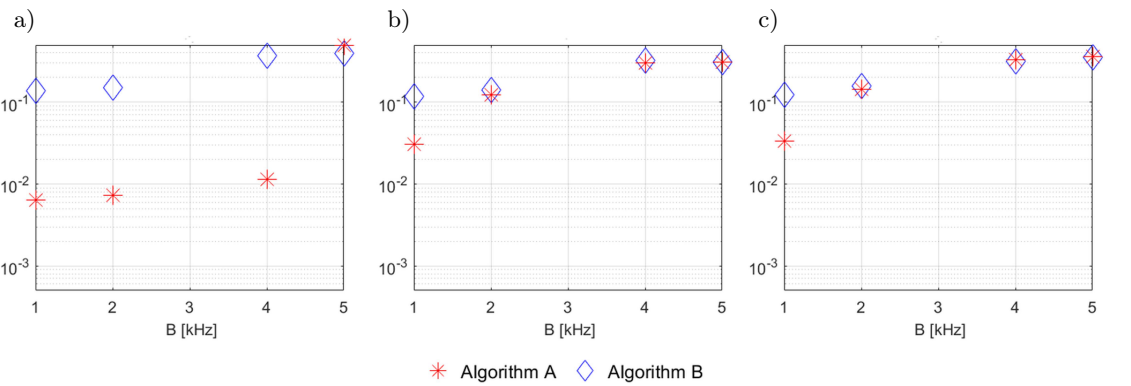 a) b) c)
10^-1 10^-1 10^-1
10^-2 10^-2 10^-2
10^-3 10^-3 10^-3
1 2 3 4 5 1 2 3 4 5 1 2 3 4 5
B [kHz] B [kHz] B [kHz]
Algorithm A Algorithm B